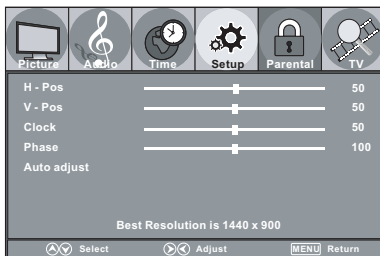 Picture Audio Time Setup Parental TV
H - Pos 50
V - Pos 50
Clock 50
Phase 100
Auto adjust
Best Resolution is 1440 x 900
Select Adjust MENU Return